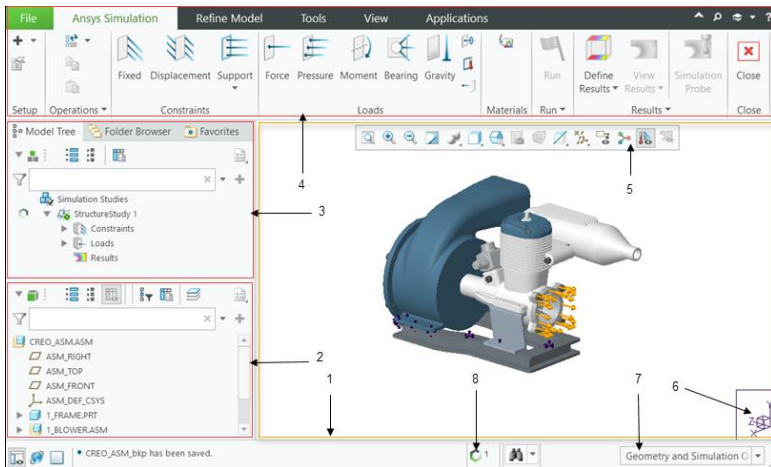 File Ansys Simulation Refine Model Tools View Applications
Fixed Displacement Support Force Pressure Moment Bearing Gravity Run Define Results View Results Simulation Probe Close
Setup Operations Constraints Loads Materials Run Results Close
Model Tree Folder Browser Favorites
4
5
Simulation Studies
StructureStudy 1
3
Constraints
Loads
Results
CREO_ASM.ASM
ASM_RIGHT
ASM_TOP
2
ASM_FRONT
1
8
7
6
ASM_DEF_CSYS
1_FRAME.PRT
1_BLOWER.ASM
Y
Z
X
CREO_ASM_bkp has been saved.
1
Geometry and Simulation